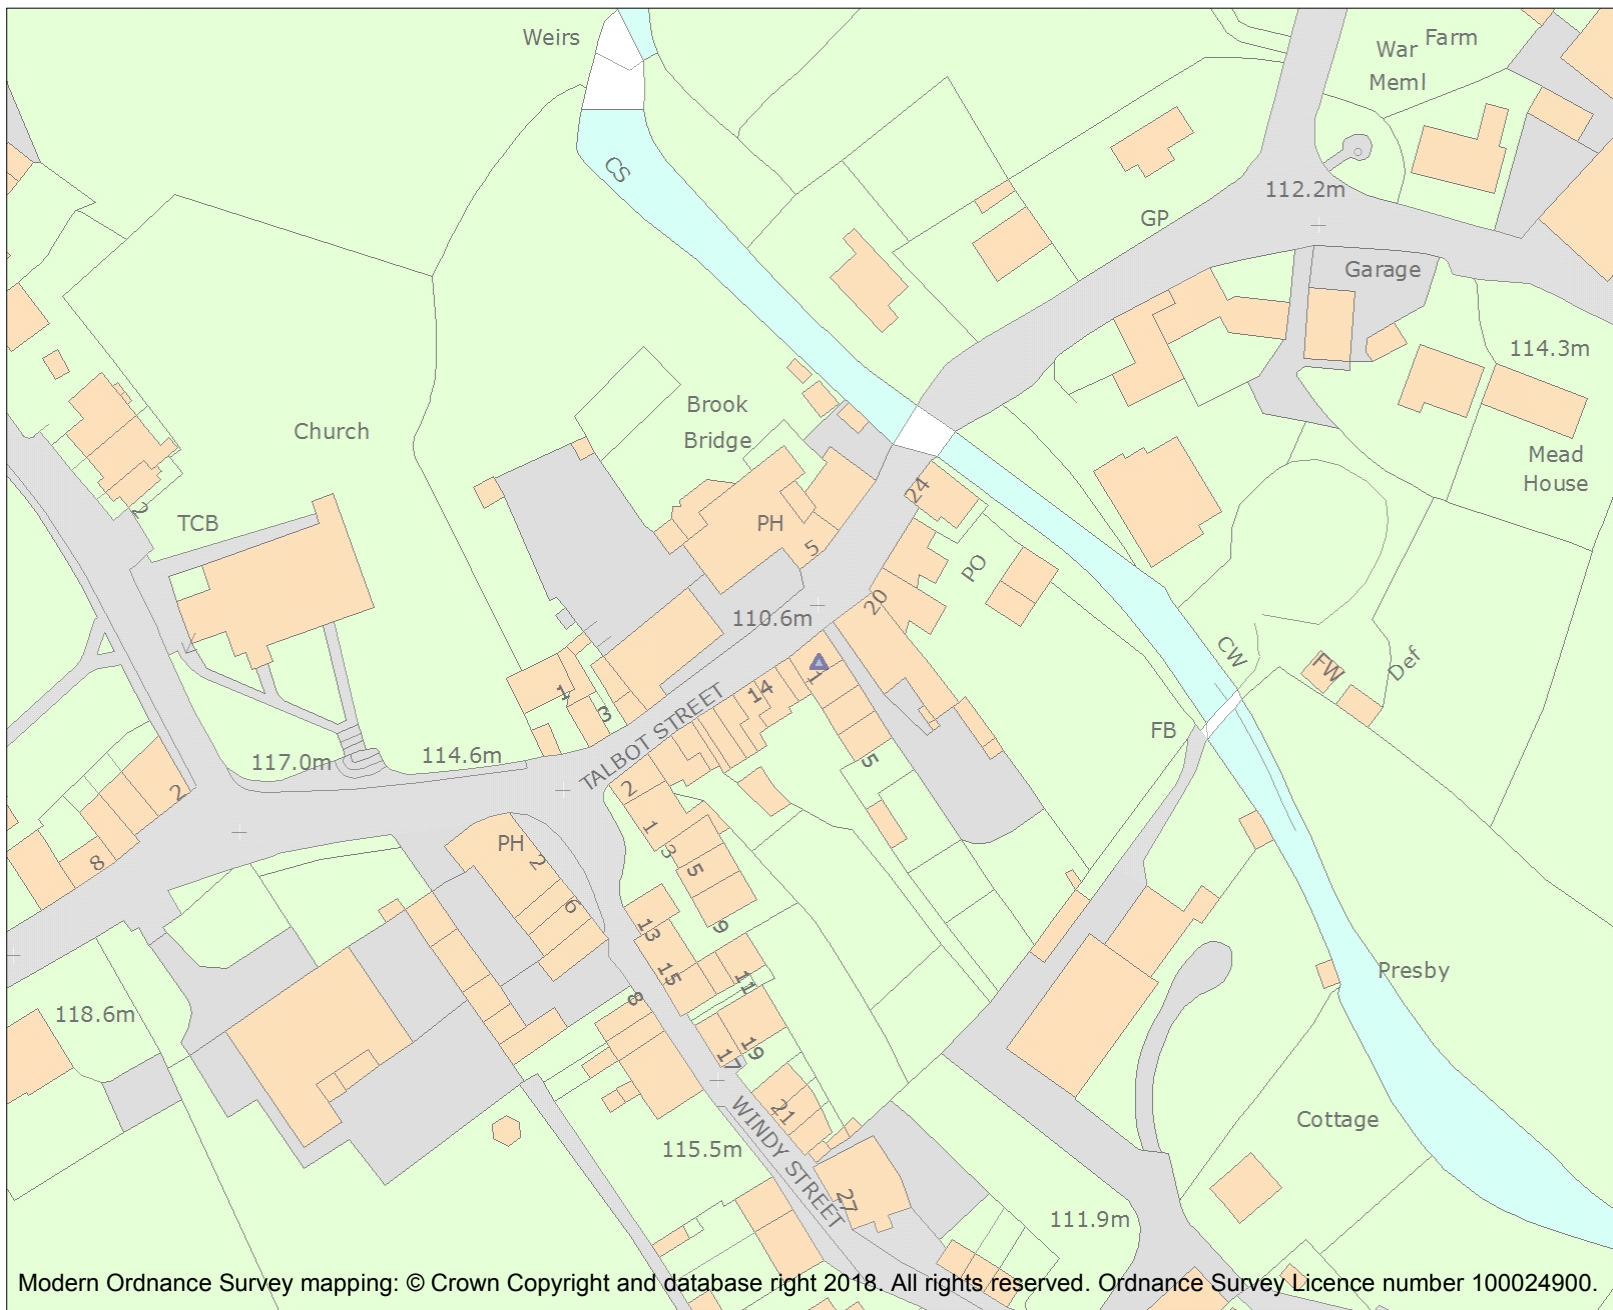 Weirs
Farm
War
Meml
CS
112.2m
GP
Garage
114.3m
Brook
Bridge
Church
Mead
House
2
TCB
24
PH
5
PO
20
110.6m
1
14
1
3
CW
FW
Def
TALBOT STREET
FB
117.0m
114.6m
5
2
2
1
PH
2
3
8
5
6
9
13
15
11
8
Presby
118.6m
17
19
21
Cottage
115.5m
WINDY STREET
27
111.9m
Modern Ordnance Survey mapping: © Crown Copyright and database right 2018. All rights reserved. Ordnance Survey Licence number 100024900.